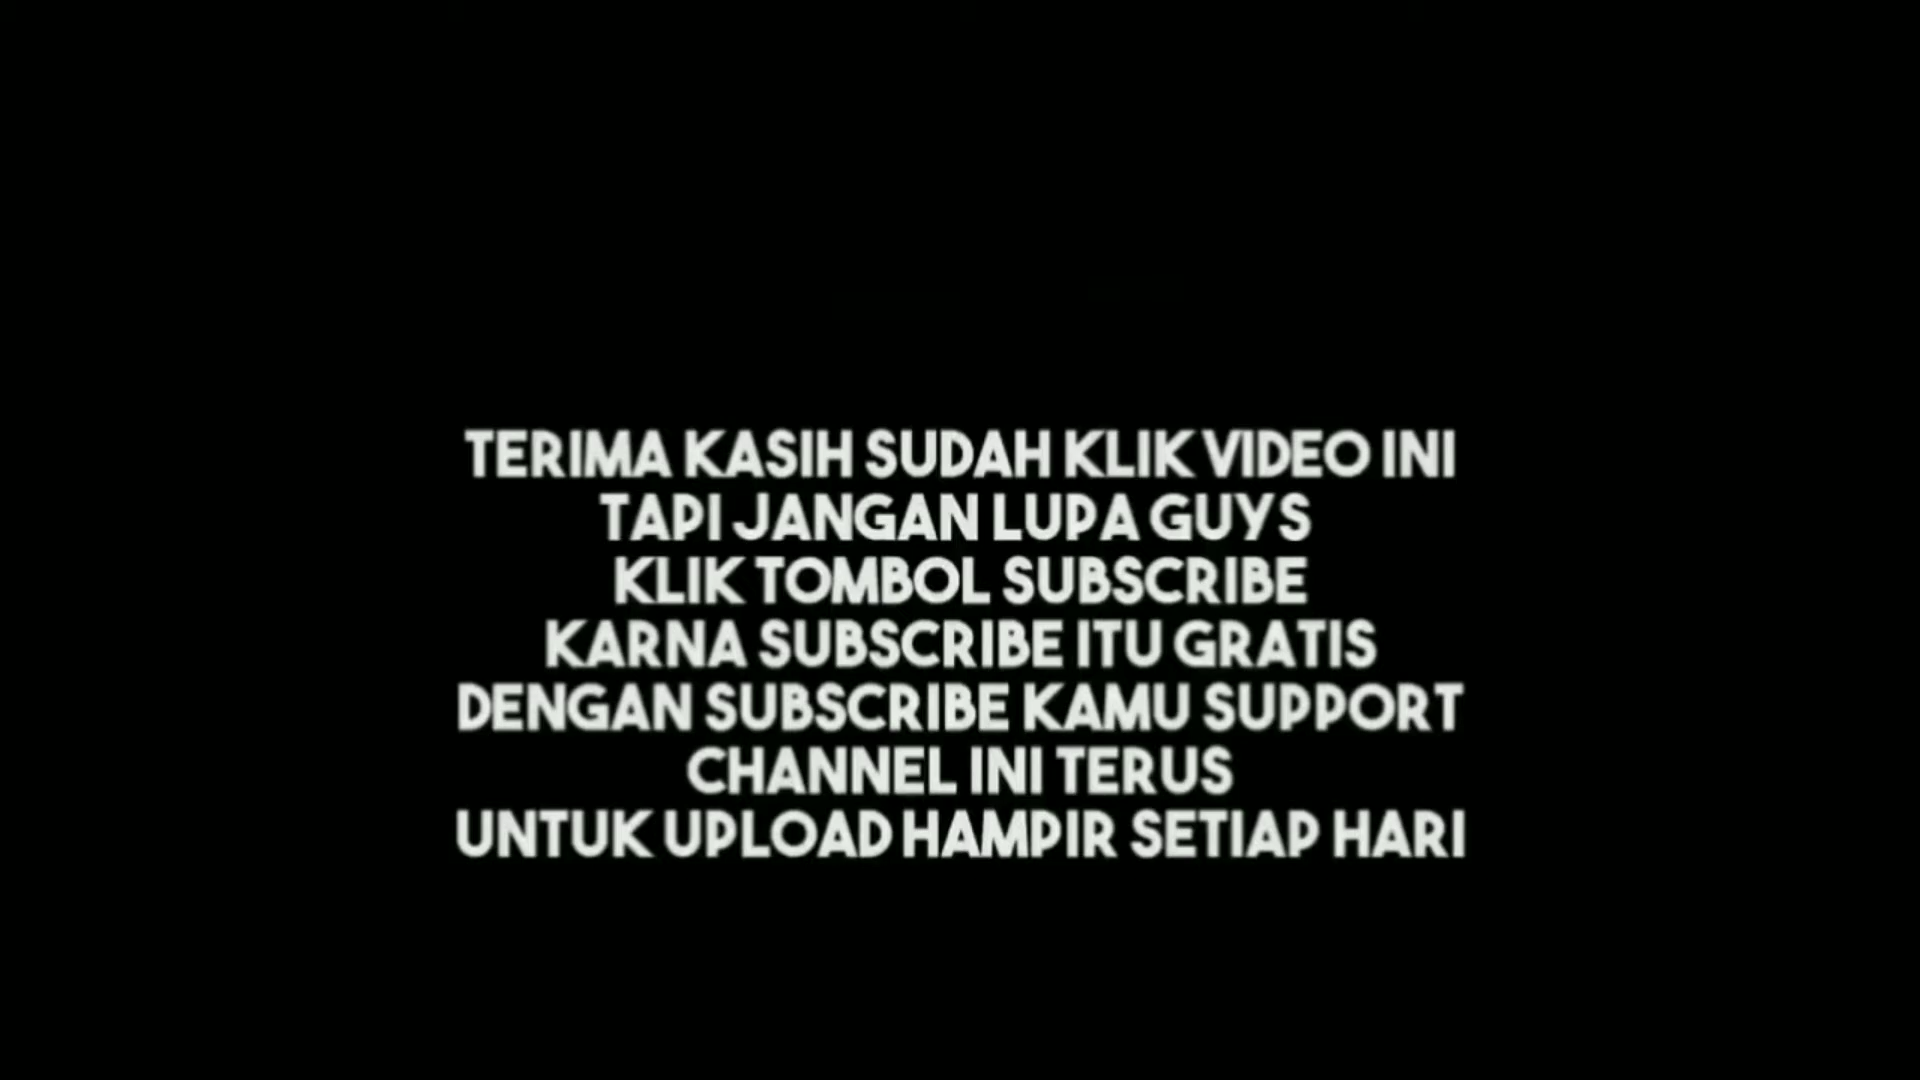 TERIMA KASIH SUDAH KLIK VIDEO INI
TAPI JANGAN LUPA GUYS
KLIK TOMBOL SUBSCRIBE
KARNA SUBSCRIBE ITU GRATIS
DENGAN SUBSCRIBE KAMU SUPPORT
CHANNEL INI TERUS
UNTUK UPLOAD HAMPIR SETIAP HARI